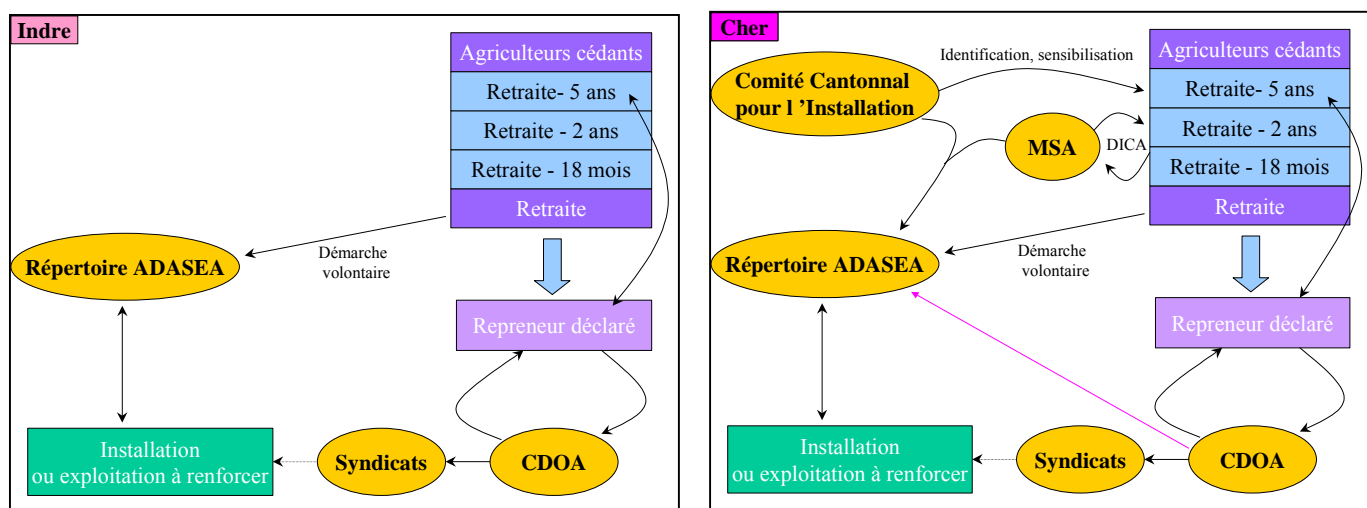 Indre
Agriculteurs cédants
Retraite- 5 ans
Retraite - 2 ans
Retraite - 18 mois
Retraite
Démarche
volontaire
Répertoire ADASEA
Repreneur déclaré
Installation
ou exploitation à renforcer
Syndicats
CDOA
Cher
Identification, sensibilisation
Comité Cantonnal
pour l ’Installation
MSA
DICA
Agriculteurs cédants
Retraite- 5 ans
Retraite - 2 ans
Retraite - 18 mois
Retraite
Démarche
volontaire
Répertoire ADASEA
Repreneur déclaré
Installation
ou exploitation à renforcer
Syndicats
CDOA